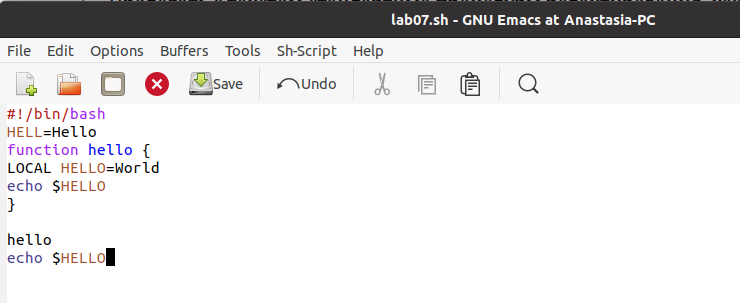 lab07.sh - GNU Emacs at Anastasia-PC
File Edit Options Buffers Tools Sh-Script Help
Save Undo
#!/bin/bash
HELL=Hello
function hello {
LOCAL HELLO=World
echo $HELLO
}
hello
echo $HELLO